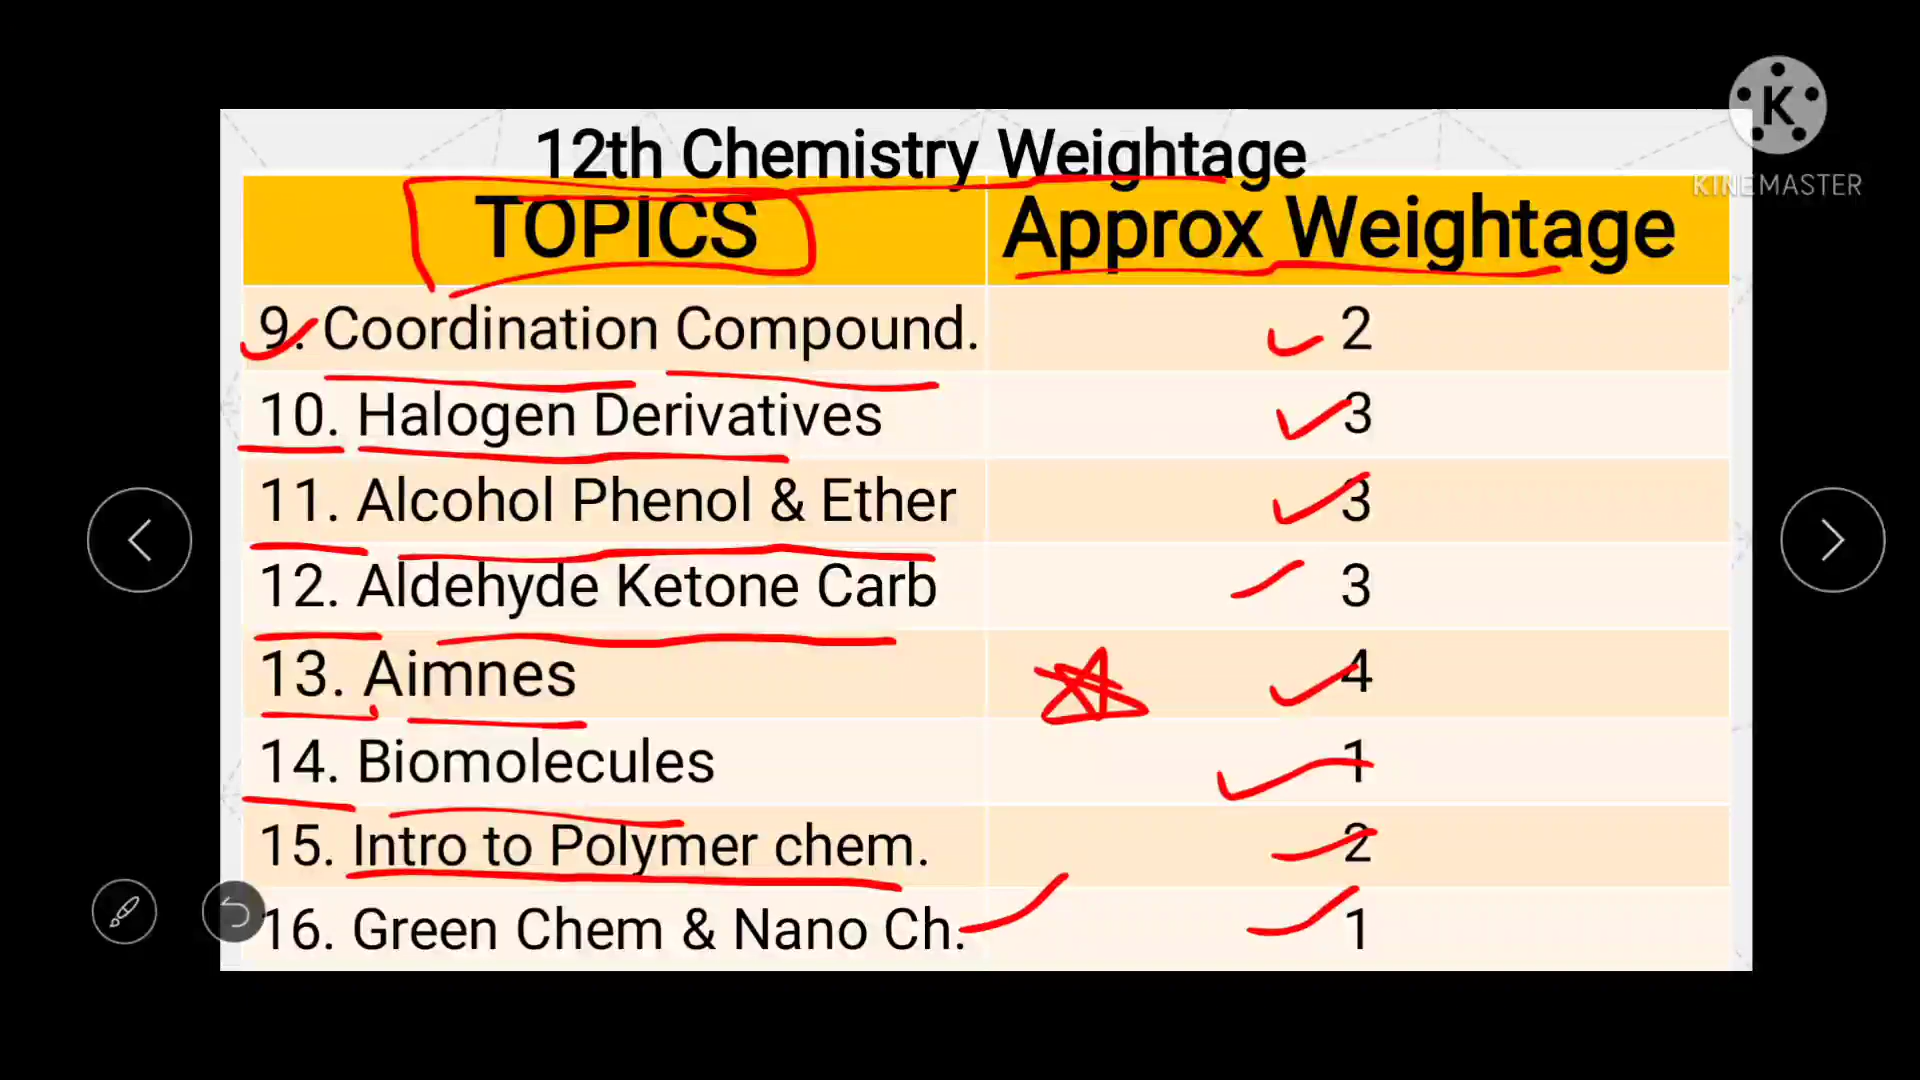 12th Chemistry Weightage
K
KINEMASTER
TOPICS Approx Weightage
9. Coordination Compound. 2
10. Halogen Derivatives 3
11. Alcohol Phenol & Ether 3
12. Aldehyde Ketone Carb 3
13. Aimnes 4
14. Biomolecules 1
15. Intro to Polymer chem. 2
16. Green Chem & Nano Ch. 1